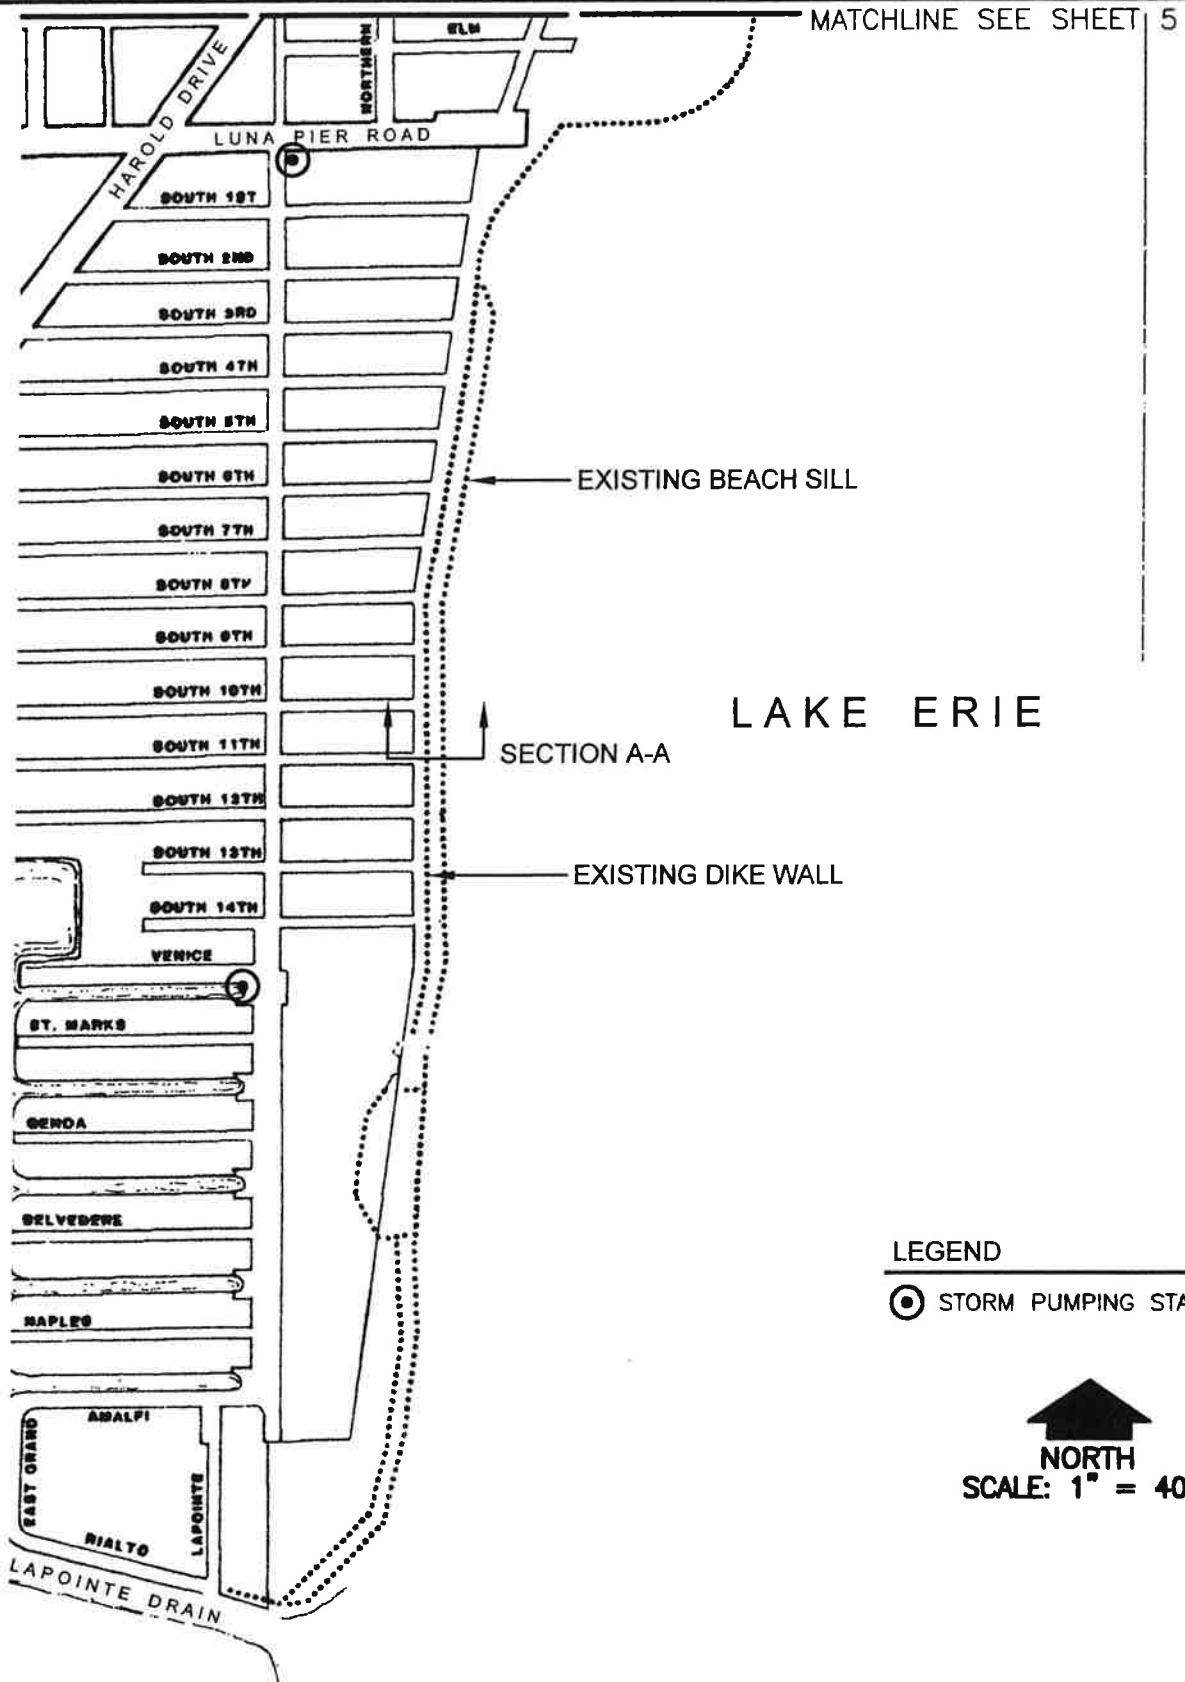 MATCHLINE SEE SHEET 5
ELM
NORTHERN
HAROLD DRIVE
LUNA PIER ROAD
SOUTH 1ST
SOUTH 2ND
SOUTH 3RD
SOUTH 4TH
SOUTH 5TH
SOUTH 6TH
EXISTING BEACH SILL
SOUTH 7TH
SOUTH 8TH
SOUTH 9TH
SOUTH 10TH
LAKE ERIE
SOUTH 11TH
SECTION A-A
SOUTH 12TH
SOUTH 13TH
EXISTING DIKE WALL
SOUTH 14TH
VENICE
ST. MARKS
GENOA
BELVEDERE
LEGEND
STORM PUMPING STA
NAPLES
AMALFI
EAST GRAND
LAPOINTE
RIALTO
NORTH
SCALE: 1" = 40
LAPOINTE DRAIN